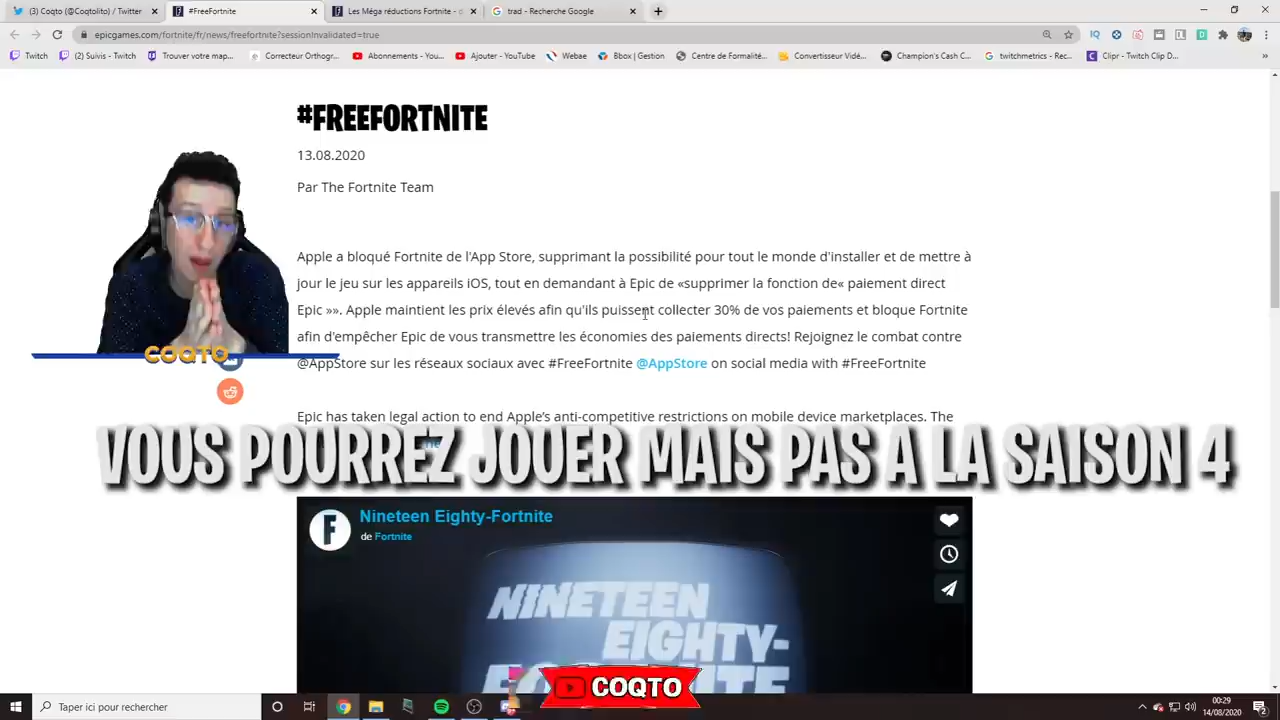 (3) Coqto (@Coqtolito) / Twitter
#FreeFortnite
Les Méga réductions Fortnite - d
trad - Recherche Google
epicgames.com/fortnite/fr/news/freefortnite?sessionInvalidated=true
Twitch
Suivis - Twitch
Trouver votre map...
Correcteur Orthogr...
Abonnements - You...
Ajouter - YouTube
Webae
Bbox | Gestion
Centre de Formalité...
Convertisseur Vidé...
Champion's Cash C...
twitchmetrics - Rec...
Clipr - Twitch Clip D...
#FREEFORTNITE
13.08.2020
Par The Fortnite Team
Apple a bloqué Fortnite de l'App Store, supprimant la possibilité pour tout le monde d'installer et de mettre à
jour le jeu sur les appareils iOS, tout en demandant à Epic de «supprimer la fonction de« paiement direct
Epic »». Apple maintient les prix élevés afin qu'ils puissent collecter 30% de vos paiements et bloque Fortnite
afin d'empêcher Epic de vous transmettre les économies des paiements directs! Rejoignez le combat contre
@AppStore sur les réseaux sociaux avec #FreeFortnite @AppStore on social media with #FreeFortnite
COQTO
Epic has taken legal action to end Apple's anti-competitive restrictions on mobile device marketplaces. The
VOUS POURREZ JOUER MAIS PAS A LA SAISON 4
Nineteen Eighty-Fortnite
de Fortnite
NINETEEN
EIGHTY-
FORTNITE
COQTO
Taper ici pour rechercher
00:29
14/08/2020